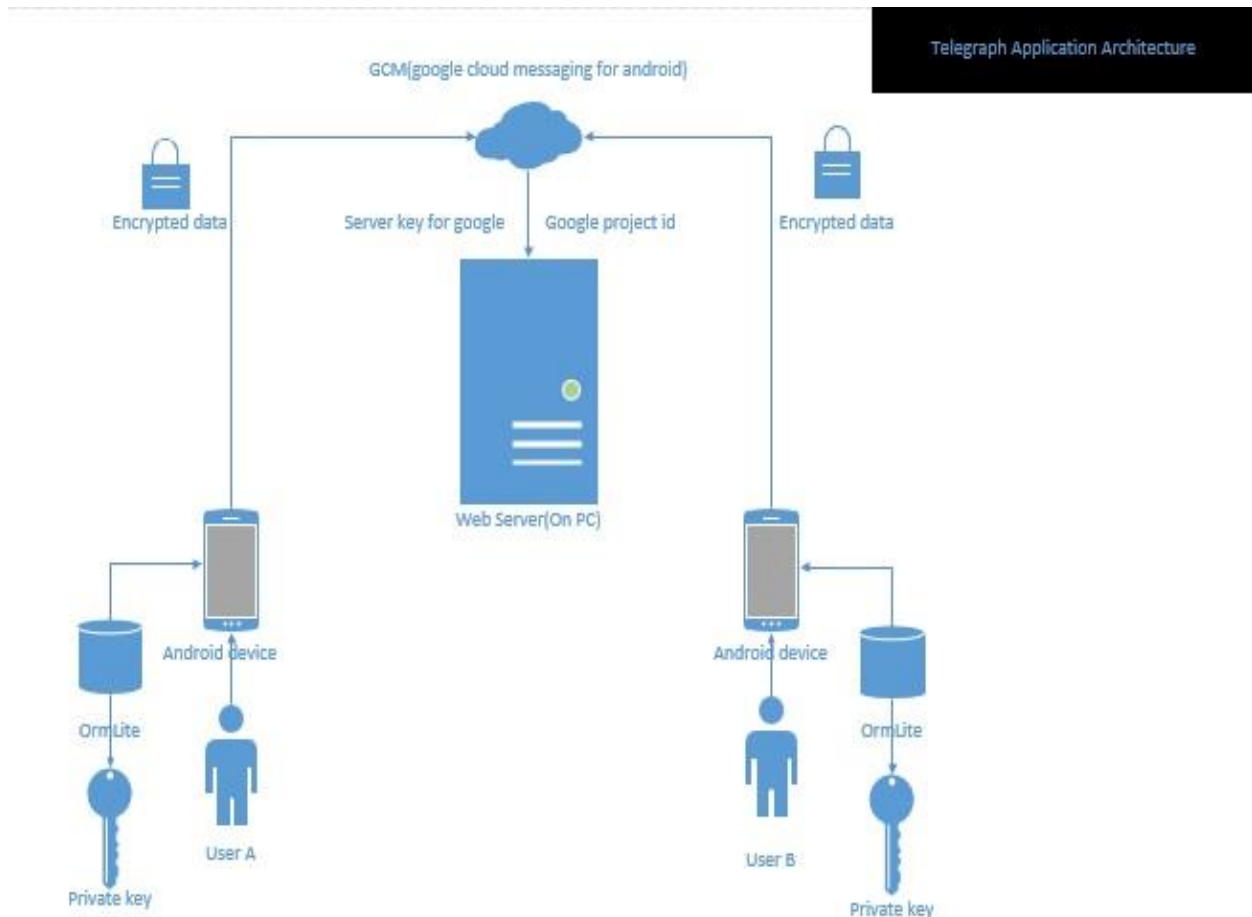 Telegraph Application Architecture
GCM(google cloud messaging for android)
Encrypted data
Server key for google
Google project id
Encrypted data
Web Server(On PC)
Android device
Android device
OrmLite
OrmLite
User A
User B
Private key
Private key